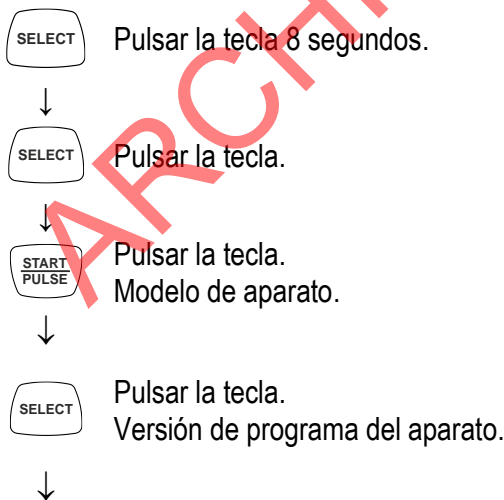 SELECT Pulsar la tecla 8 segundos.
↓
SELECT Pulsar la tecla.
↓
START
PULSE
Pulsar la tecla.
Modelo de aparato.
↓
SELECT
Pulsar la tecla.
Versión de programa del aparato.
↓
ARCHI